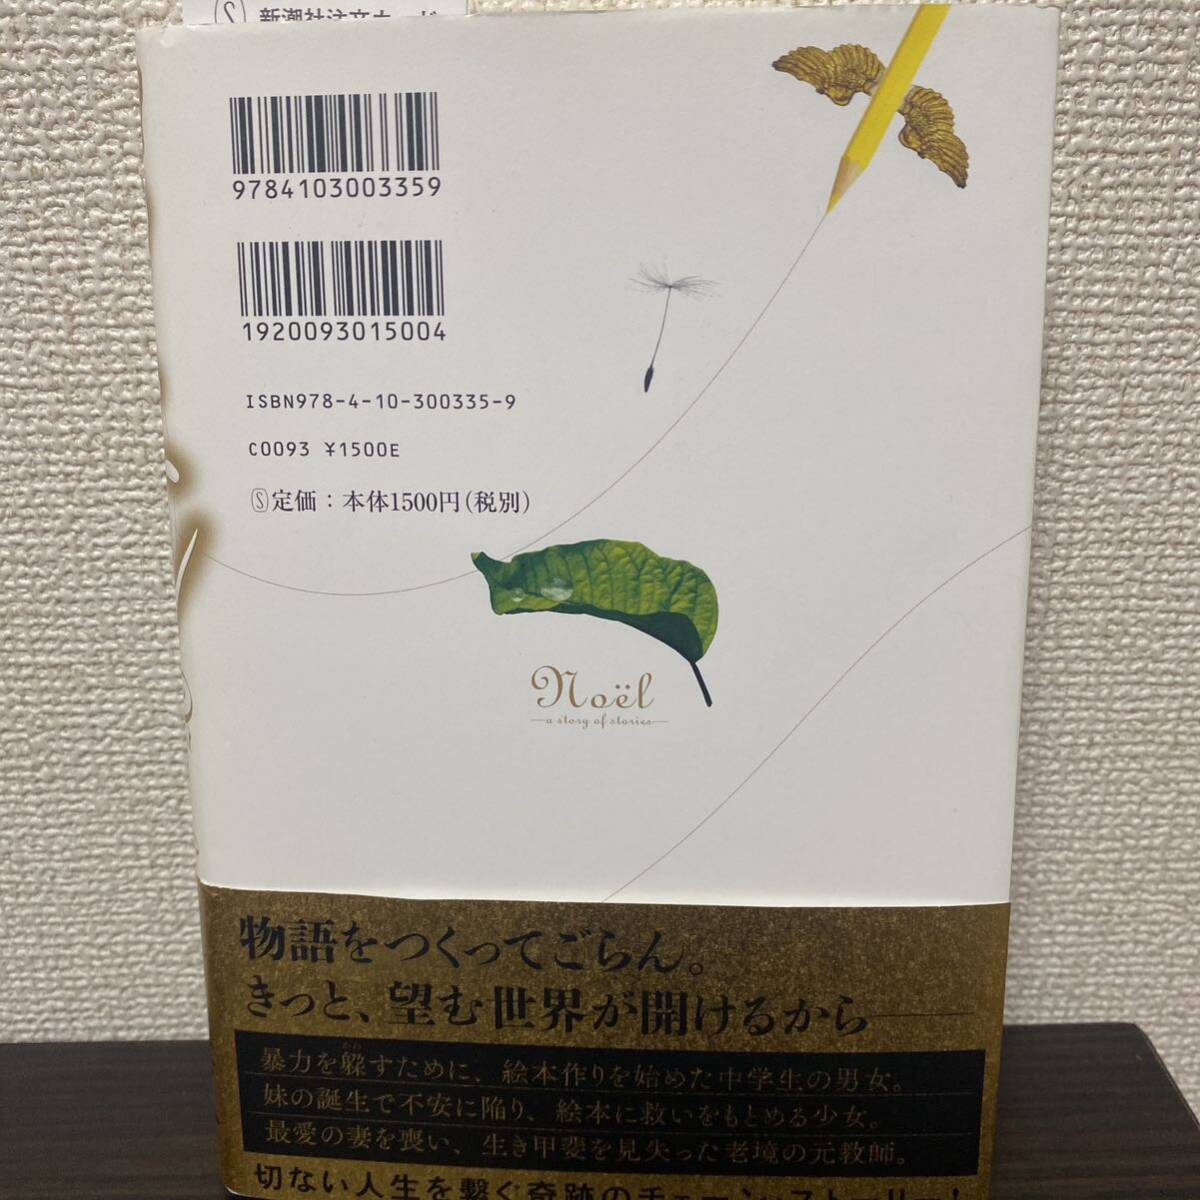 新潮社注文カード
9784103003359
1920093015004
ISBN978-4-10-300335-9
C0093 ¥1500E
Ⓢ定価：本体1500円(税別)
Noël
a story of stories
物語をつくってごらん。
きっと、望む世界が開けるから――
暴力を躱すために、絵本作りを始めた中学生の男女。
妹の誕生で不安に陥り、絵本に救いをもとめる少女。
最愛の妻を喪い、生き甲斐を見失った老境の元教師。
切ない人生を繋ぐ奇跡のチェーン・ストーリー！